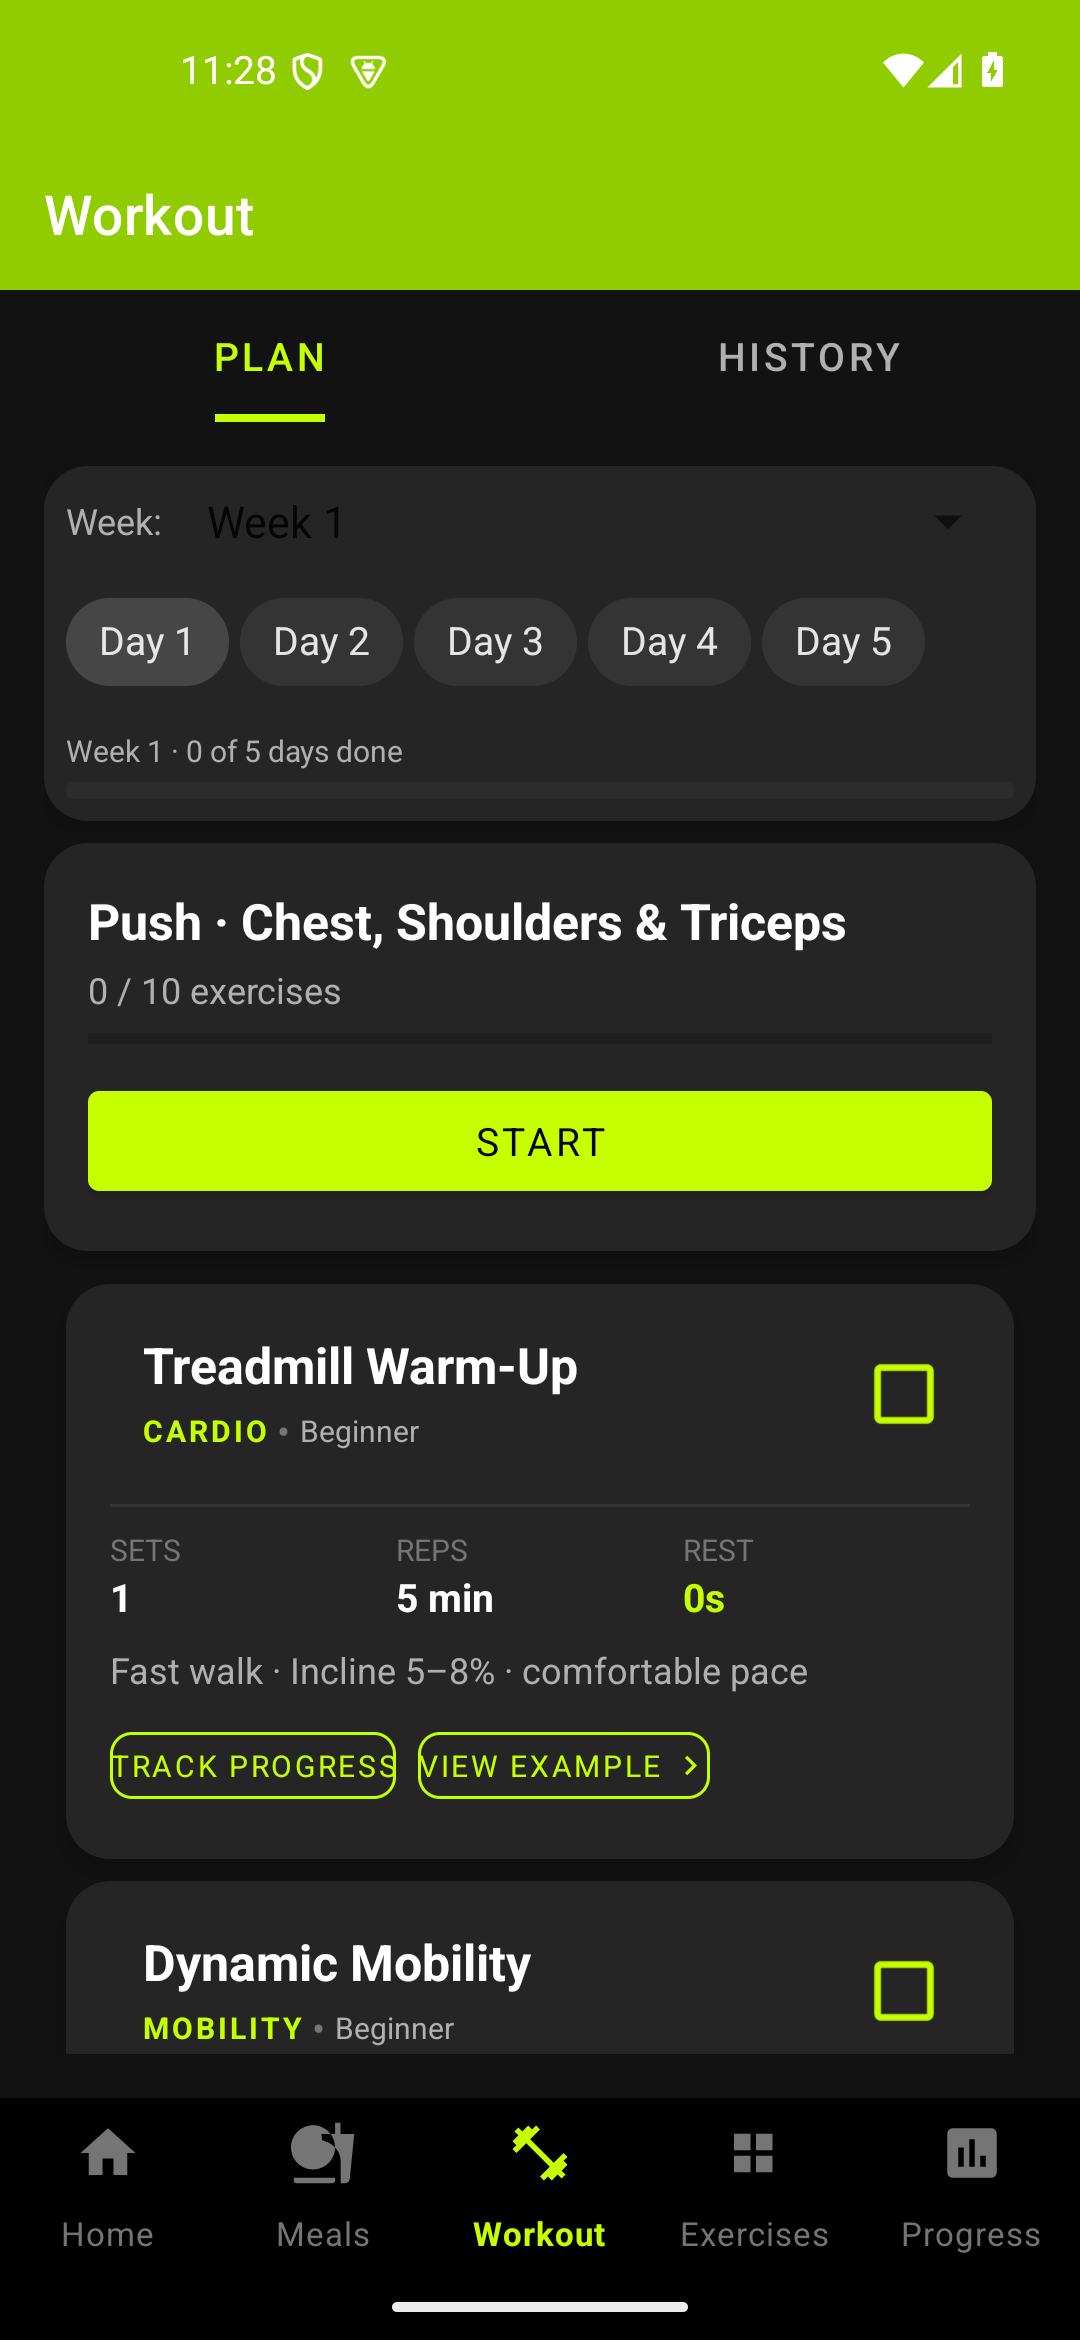 11:28
Workout
PLAN HISTORY
Week: Week 1
Day 1 Day 2 Day 3 Day 4 Day 5
Week 1 · 0 of 5 days done
Push · Chest, Shoulders & Triceps
0 / 10 exercises
START
Treadmill Warm-Up
CARDIO • Beginner
SETS REPS REST
1 5 min 0s
Fast walk · Incline 5–8% · comfortable pace
TRACK PROGRESS VIEW EXAMPLE
Dynamic Mobility
MOBILITY • Beginner
Home Meals Workout Exercises Progress